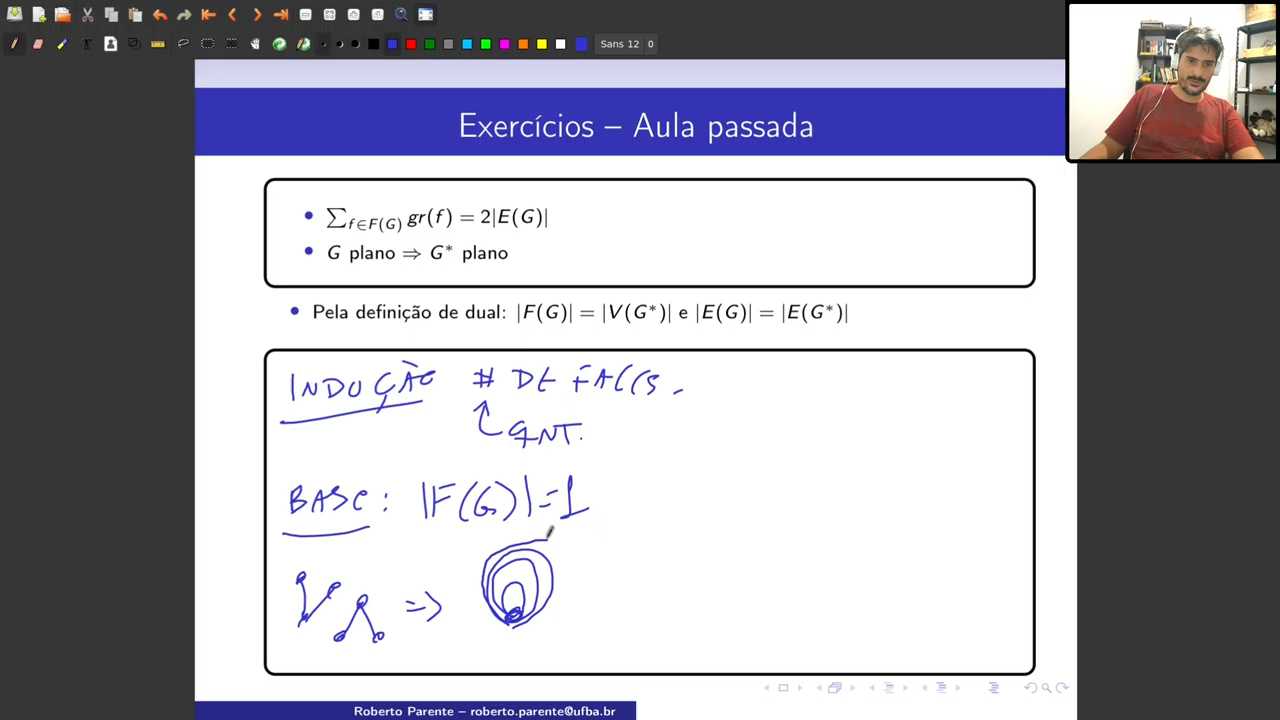 Sans 12 0
Exercícios – Aula passada
• ∑f∈F(G) gr(f) = 2|E(G)|
• G plano ⇒ G* plano
• Pela definição de dual: |F(G)| = |V(G*)| e |E(G)| = |E(G*)|
INDUÇÃO # DE FACES.
QNT.
BASE: |F(G)|=1
=>
Roberto Parente – roberto.parente@ufba.br